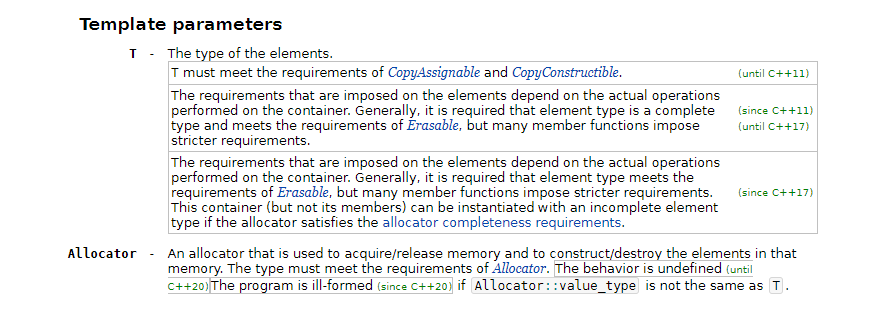 Template parameters
T - The type of the elements.
T must meet the requirements of CopyAssignable and CopyConstructible. (until C++11)
The requirements that are imposed on the elements depend on the actual operations
performed on the container. Generally, it is required that element type is a complete (since C++11)
type and meets the requirements of Erasable, but many member functions impose (until C++17)
stricter requirements.
The requirements that are imposed on the elements depend on the actual operations
performed on the container. Generally, it is required that element type meets the
requirements of Erasable, but many member functions impose stricter requirements. (since C++17)
This container (but not its members) can be instantiated with an incomplete element
type if the allocator satisfies the allocator completeness requirements.
Allocator - An allocator that is used to acquire/release memory and to construct/destroy the elements in that
memory. The type must meet the requirements of Allocator. The behavior is undefined (until
C++20)The program is ill-formed (since C++20) if Allocator::value_type is not the same as T.